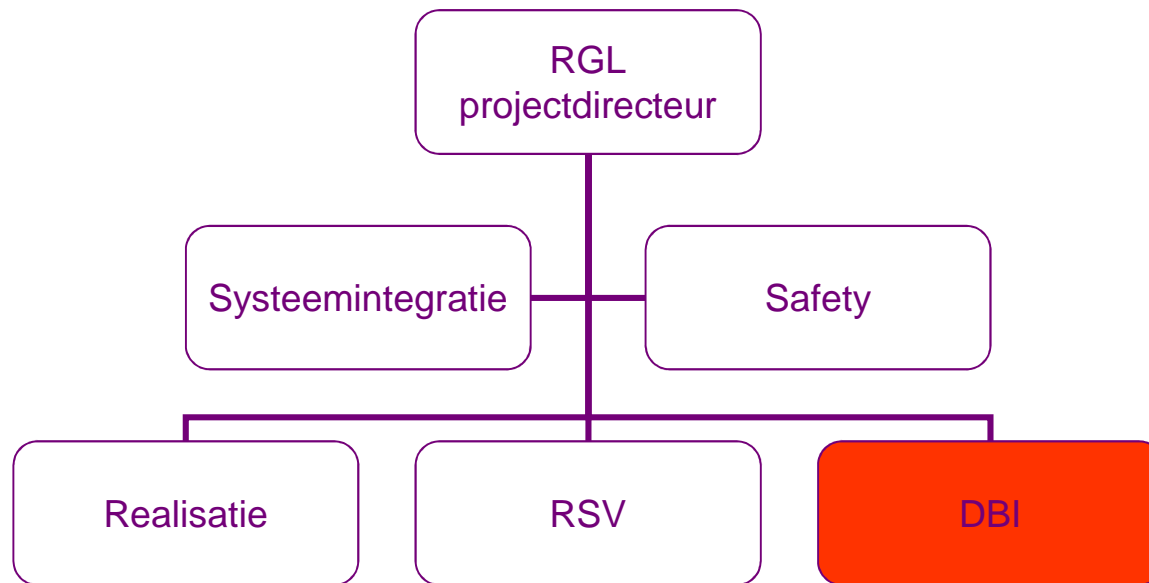 RGL
projectdirecteur
Systeemintegratie
Safety
Realisatie
RSV
DBI